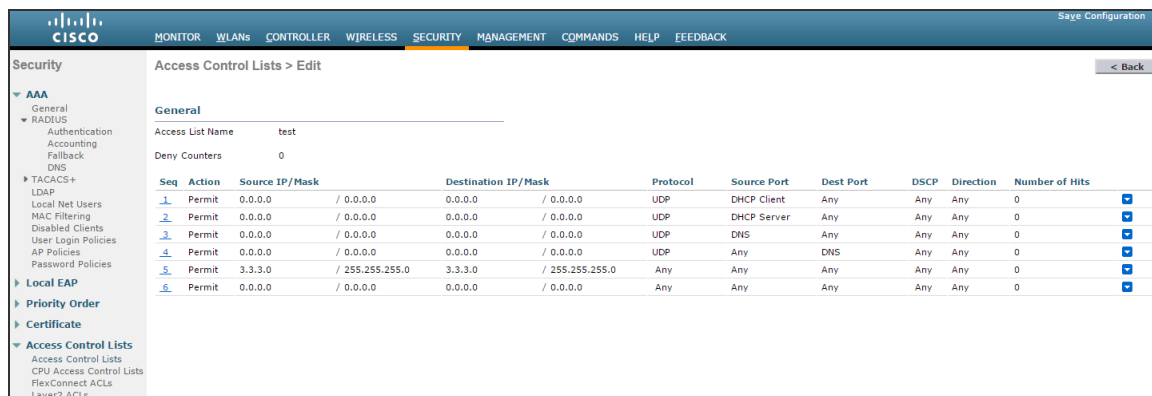 Save Configuration
CISCO
MONITOR WLANs CONTROLLER WIRELESS SECURITY MANAGEMENT COMMANDS HELP FEEDBACK
Security
Access Control Lists > Edit
< Back
AAA
General
RADIUS
Authentication
Accounting
Fallback
DNS
TACACS+
LDAP
Local Net Users
MAC Filtering
Disabled Clients
User Login Policies
AP Policies
Password Policies
Local EAP
Priority Order
Certificate
Access Control Lists
Access Control Lists
CPU Access Control Lists
FlexConnect ACLs
Layer2 ACLs
General
Access List Name test
Deny Counters 0
Seq Action Source IP/Mask Destination IP/Mask Protocol Source Port Dest Port DSCP Direction Number of Hits
1 Permit 0.0.0.0 / 0.0.0.0 0.0.0.0 / 0.0.0.0 UDP DHCP Client Any Any Any 0
2 Permit 0.0.0.0 / 0.0.0.0 0.0.0.0 / 0.0.0.0 UDP DHCP Server Any Any Any 0
3 Permit 0.0.0.0 / 0.0.0.0 0.0.0.0 / 0.0.0.0 UDP DNS Any Any Any 0
4 Permit 0.0.0.0 / 0.0.0.0 0.0.0.0 / 0.0.0.0 UDP Any DNS Any Any 0
5 Permit 3.3.3.0 / 255.255.255.0 3.3.3.0 / 255.255.255.0 Any Any Any Any Any 0
6 Permit 0.0.0.0 / 0.0.0.0 0.0.0.0 / 0.0.0.0 Any Any Any Any Any 0